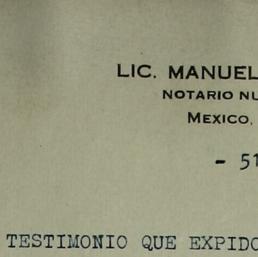 LIC. MANUEL
NOTARIO NU
MEXICO,
- 51
TESTIMONIO QUE EXPIDO